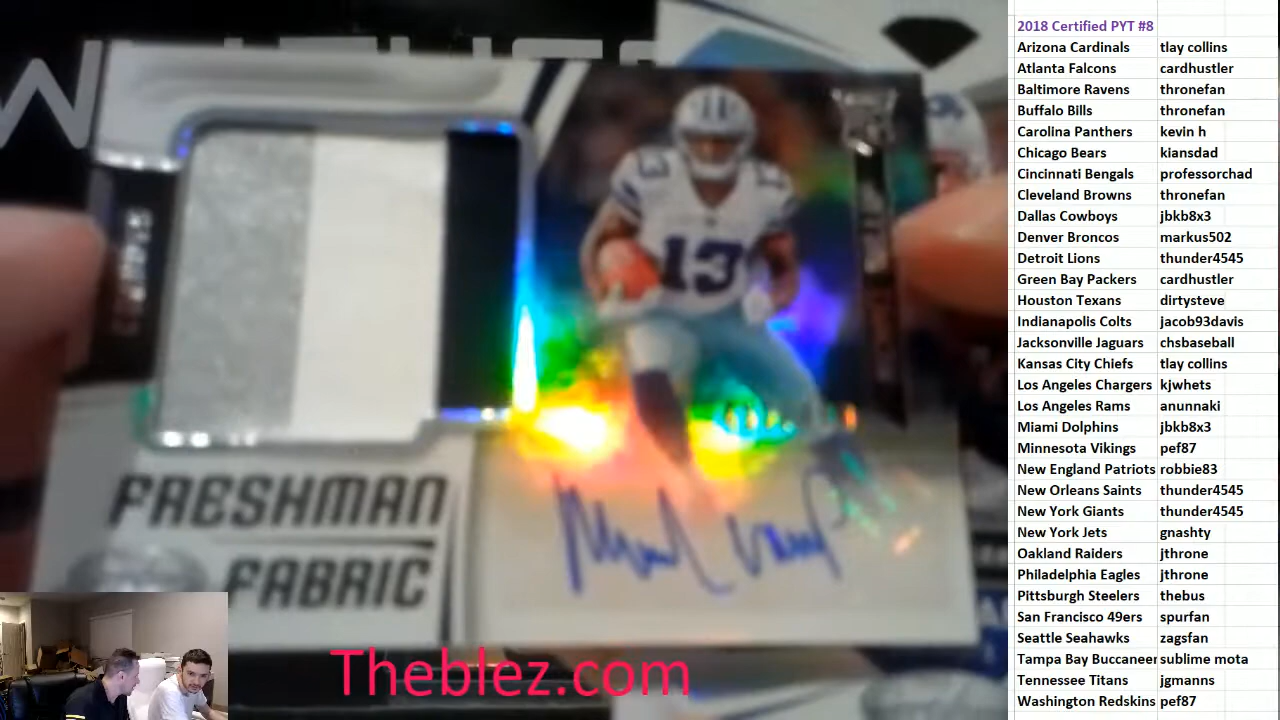 FRESHMAN
FABRIC
13
13
Theblez.com
2018 Certified PYT #8
Arizona Cardinals tlay collins
Atlanta Falcons cardhustler
Baltimore Ravens thronefan
Buffalo Bills thronefan
Carolina Panthers kevin h
Chicago Bears kiansdad
Cincinnati Bengals professorchad
Cleveland Browns thronefan
Dallas Cowboys jbkb8x3
Denver Broncos markus502
Detroit Lions thunder4545
Green Bay Packers cardhustler
Houston Texans dirtysteve
Indianapolis Colts jacob93davis
Jacksonville Jaguars chsbaseball
Kansas City Chiefs tlay collins
Los Angeles Chargers kjwhets
Los Angeles Rams anunnaki
Miami Dolphins jbkb8x3
Minnesota Vikings pef87
New England Patriots robbie83
New Orleans Saints thunder4545
New York Giants thunder4545
New York Jets gnashty
Oakland Raiders jthrone
Philadelphia Eagles jthrone
Pittsburgh Steelers thebus
San Francisco 49ers spurfan
Seattle Seahawks zagsfan
Tampa Bay Buccaneer sublime mota
Tennessee Titans jgmanns
Washington Redskins pef87